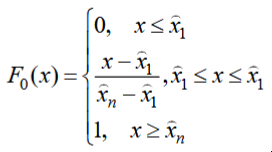 0, x ≤ x̂₁
F₀(x) = { (x − x̂₁)/(x̂ₙ − x̂₁), x̂₁ ≤ x ≤ x̂₁
1, x ≥ x̂ₙ